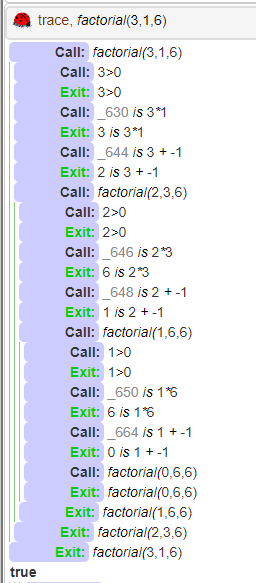 trace, factorial(3,1,6)
Call: factorial(3,1,6)
Call: 3>0
Exit: 3>0
Call: _630 is 3*1
Exit: 3 is 3*1
Call: _644 is 3 + -1
Exit: 2 is 3 + -1
Call: factorial(2,3,6)
Call: 2>0
Exit: 2>0
Call: _646 is 2*3
Exit: 6 is 2*3
Call: _648 is 2 + -1
Exit: 1 is 2 + -1
Call: factorial(1,6,6)
Call: 1>0
Exit: 1>0
Call: _650 is 1*6
Exit: 6 is 1*6
Call: _664 is 1 + -1
Exit: 0 is 1 + -1
Call: factorial(0,6,6)
Exit: factorial(0,6,6)
Exit: factorial(1,6,6)
Exit: factorial(2,3,6)
Exit: factorial(3,1,6)
true